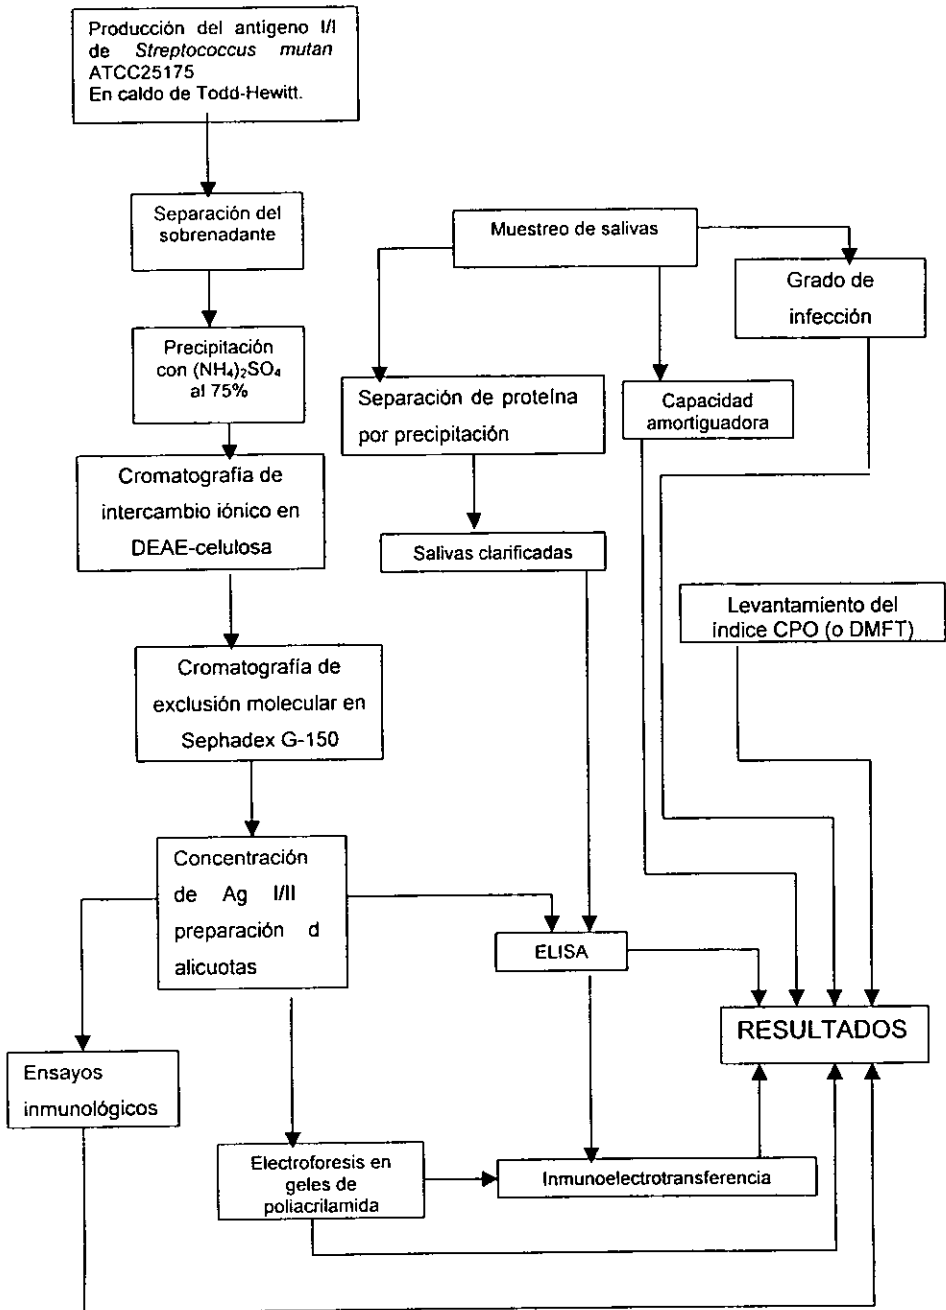 Producción del antígeno I/I
de Streptococcus mutan
ATCC25175
En caldo de Todd-Hewitt.
Separación del
sobrenadante
Muestreo de salivas
Grado de
infección
Precipitación
con (NH₄)₂SO₄
al 75%
Separación de proteína
por precipitación
Capacidad
amortiguadora
Cromatografía de
intercambio iónico en
DEAE-celulosa
Salivas clarificadas
Levantamiento del
índice CPO (o DMFT)
Cromatografía de
exclusión molecular en
Sephadex G-150
Concentración
de Ag I/II
preparación d
alicuotas
ELISA
RESULTADOS
Ensayos
inmunológicos
Electroforesis en
geles de
poliacrilamida
Inmunoelectrotransferencia